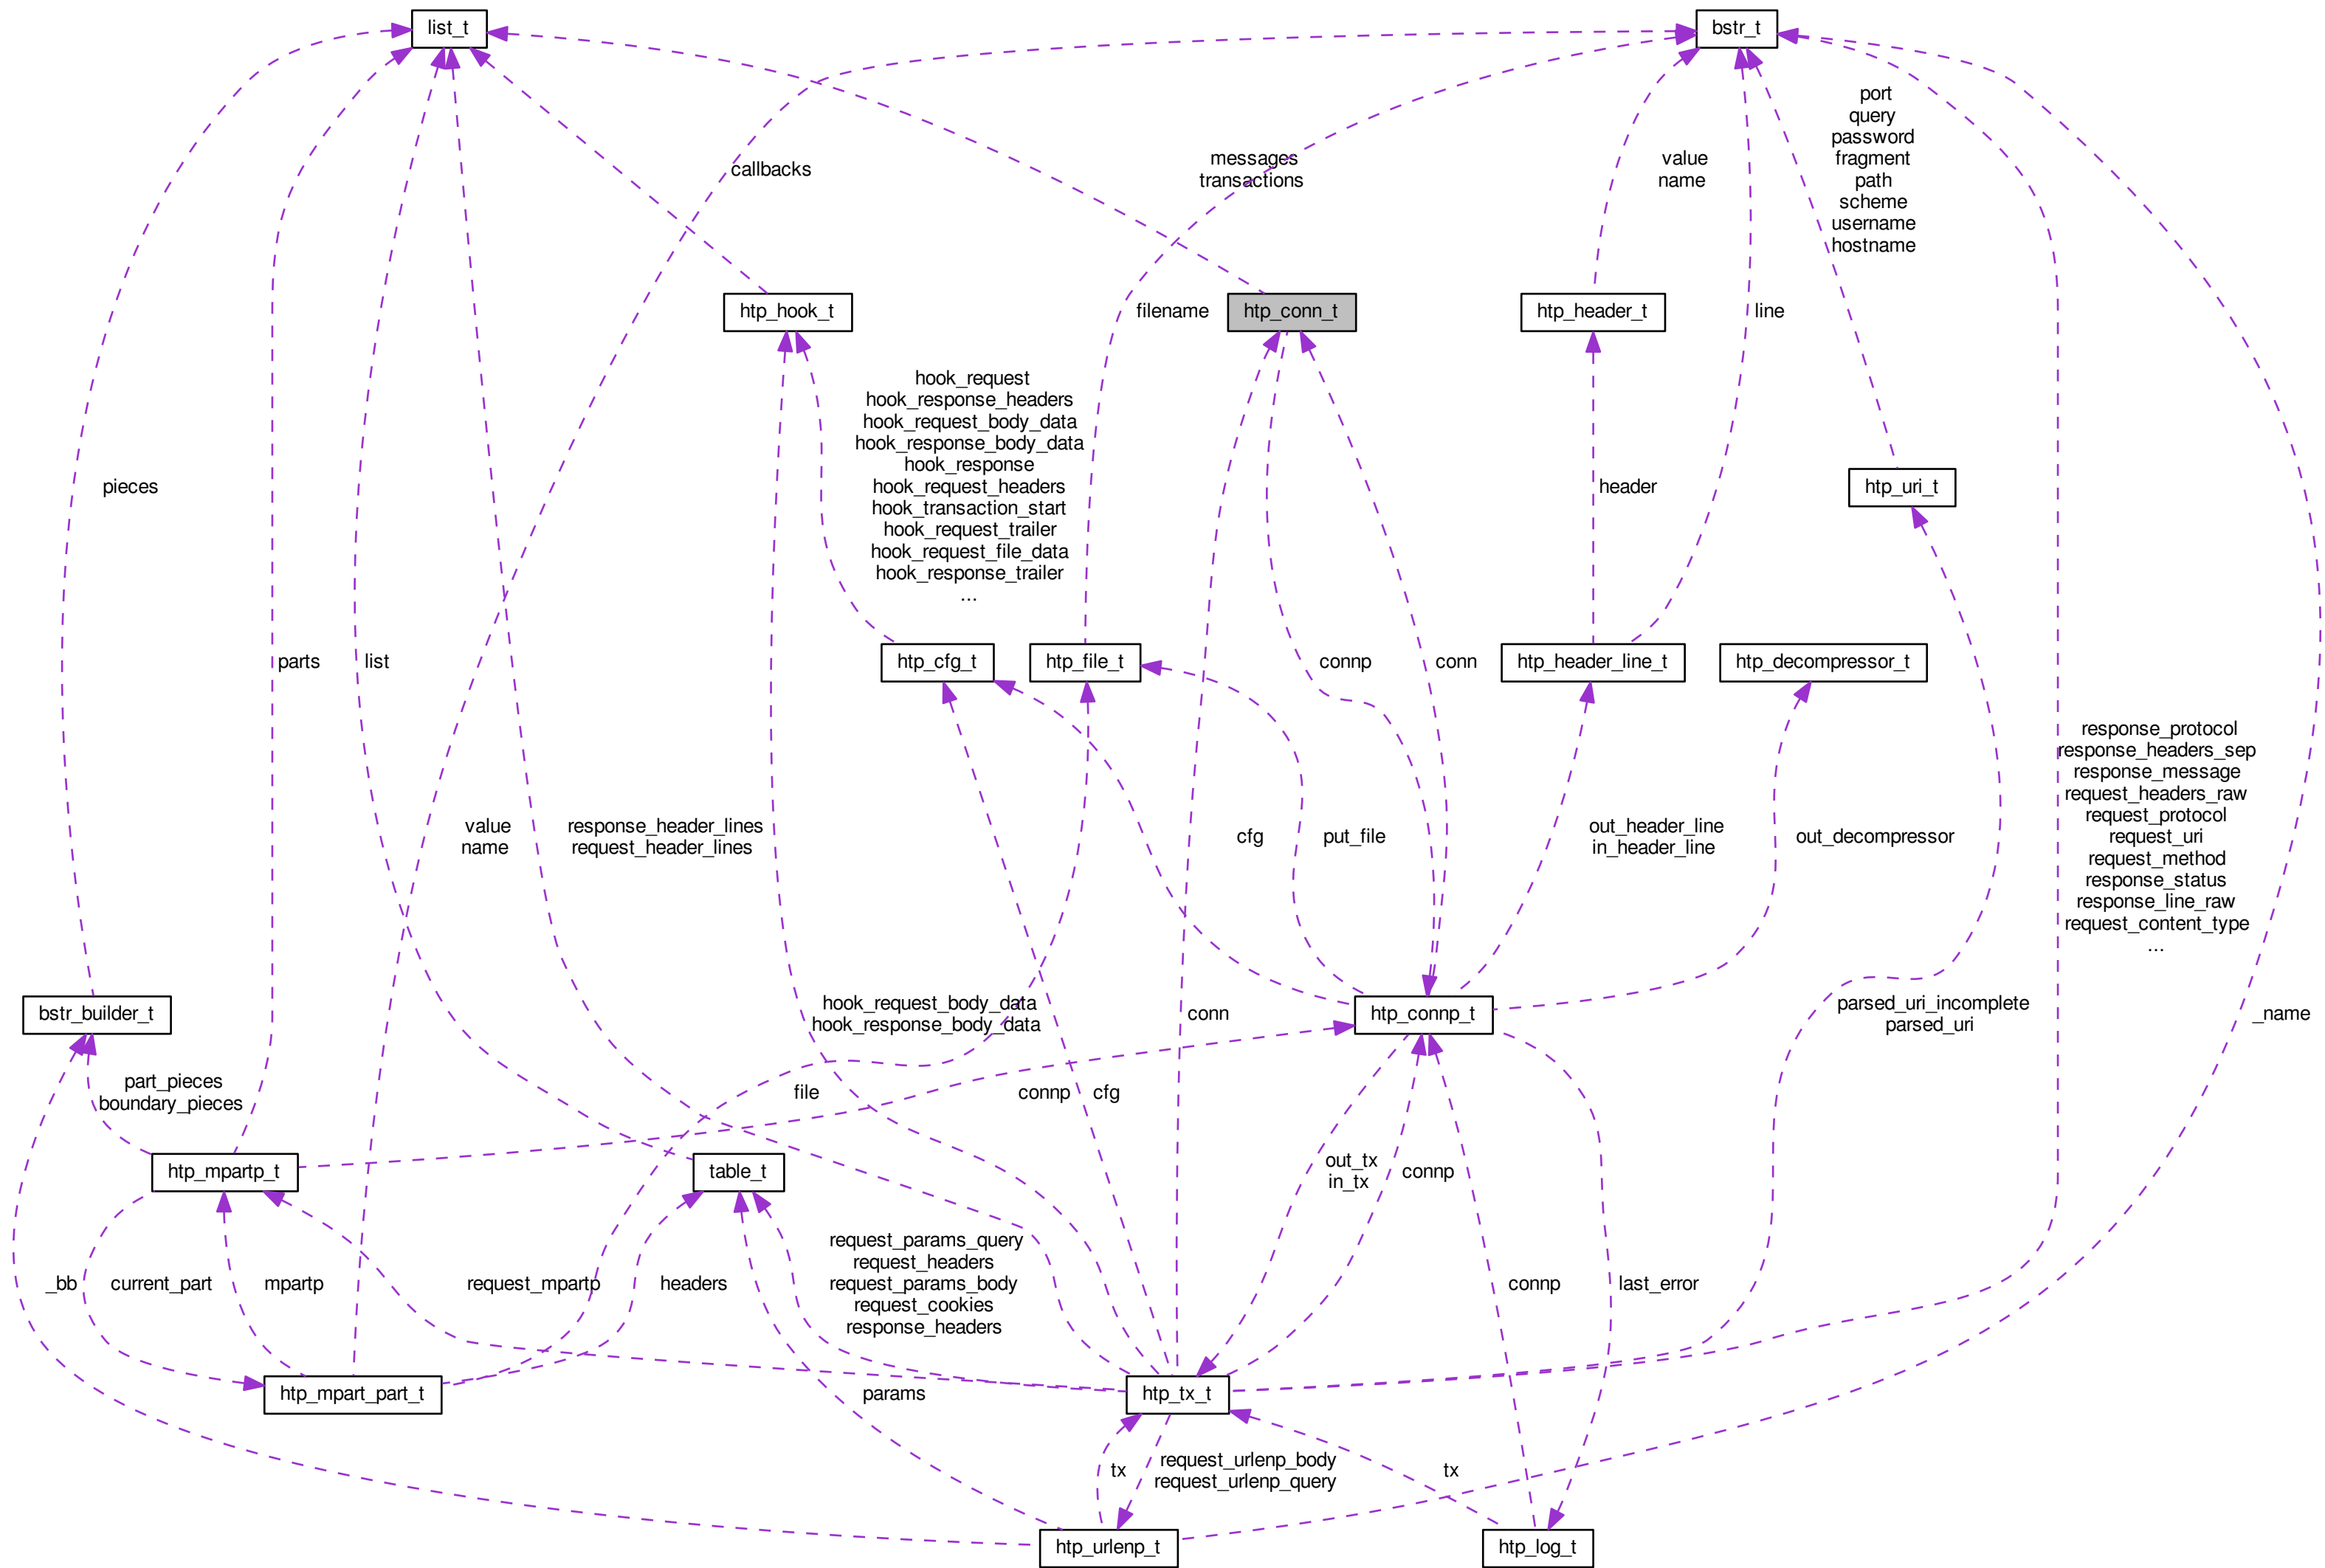 list_t
bstr_t
port
query
password
fragment
path
scheme
username
hostname
callbacks
messages
transactions
value
name
htp_hook_t
filename
htp_conn_t
htp_header_t
line
hook_request
hook_response_headers
hook_request_body_data
hook_response_body_data
hook_response
hook_request_headers
hook_transaction_start
hook_request_trailer
hook_request_file_data
hook_response_trailer
...
pieces
header
htp_uri_t
parts
list
htp_cfg_t
htp_file_t
connp
conn
htp_header_line_t
htp_decompressor_t
value
name
response_header_lines
request_header_lines
cfg
put_file
out_header_line
in_header_line
out_decompressor
response_protocol
response_headers_sep
response_message
request_headers_raw
request_protocol
request_uri
request_method
response_status
response_line_raw
request_content_type
...
bstr_builder_t
hook_request_body_data
hook_response_body_data
conn
htp_connp_t
parsed_uri_incomplete
parsed_uri
_name
part_pieces
boundary_pieces
file
connp
cfg
htp_mpartp_t
table_t
out_tx
in_tx
connp
_bb
current_part
mpartp
request_mpartp
headers
request_params_query
request_headers
request_params_body
request_cookies
response_headers
connp
last_error
htp_mpart_part_t
params
htp_tx_t
tx
request_urlenp_body
request_urlenp_query
tx
htp_urlenp_t
htp_log_t